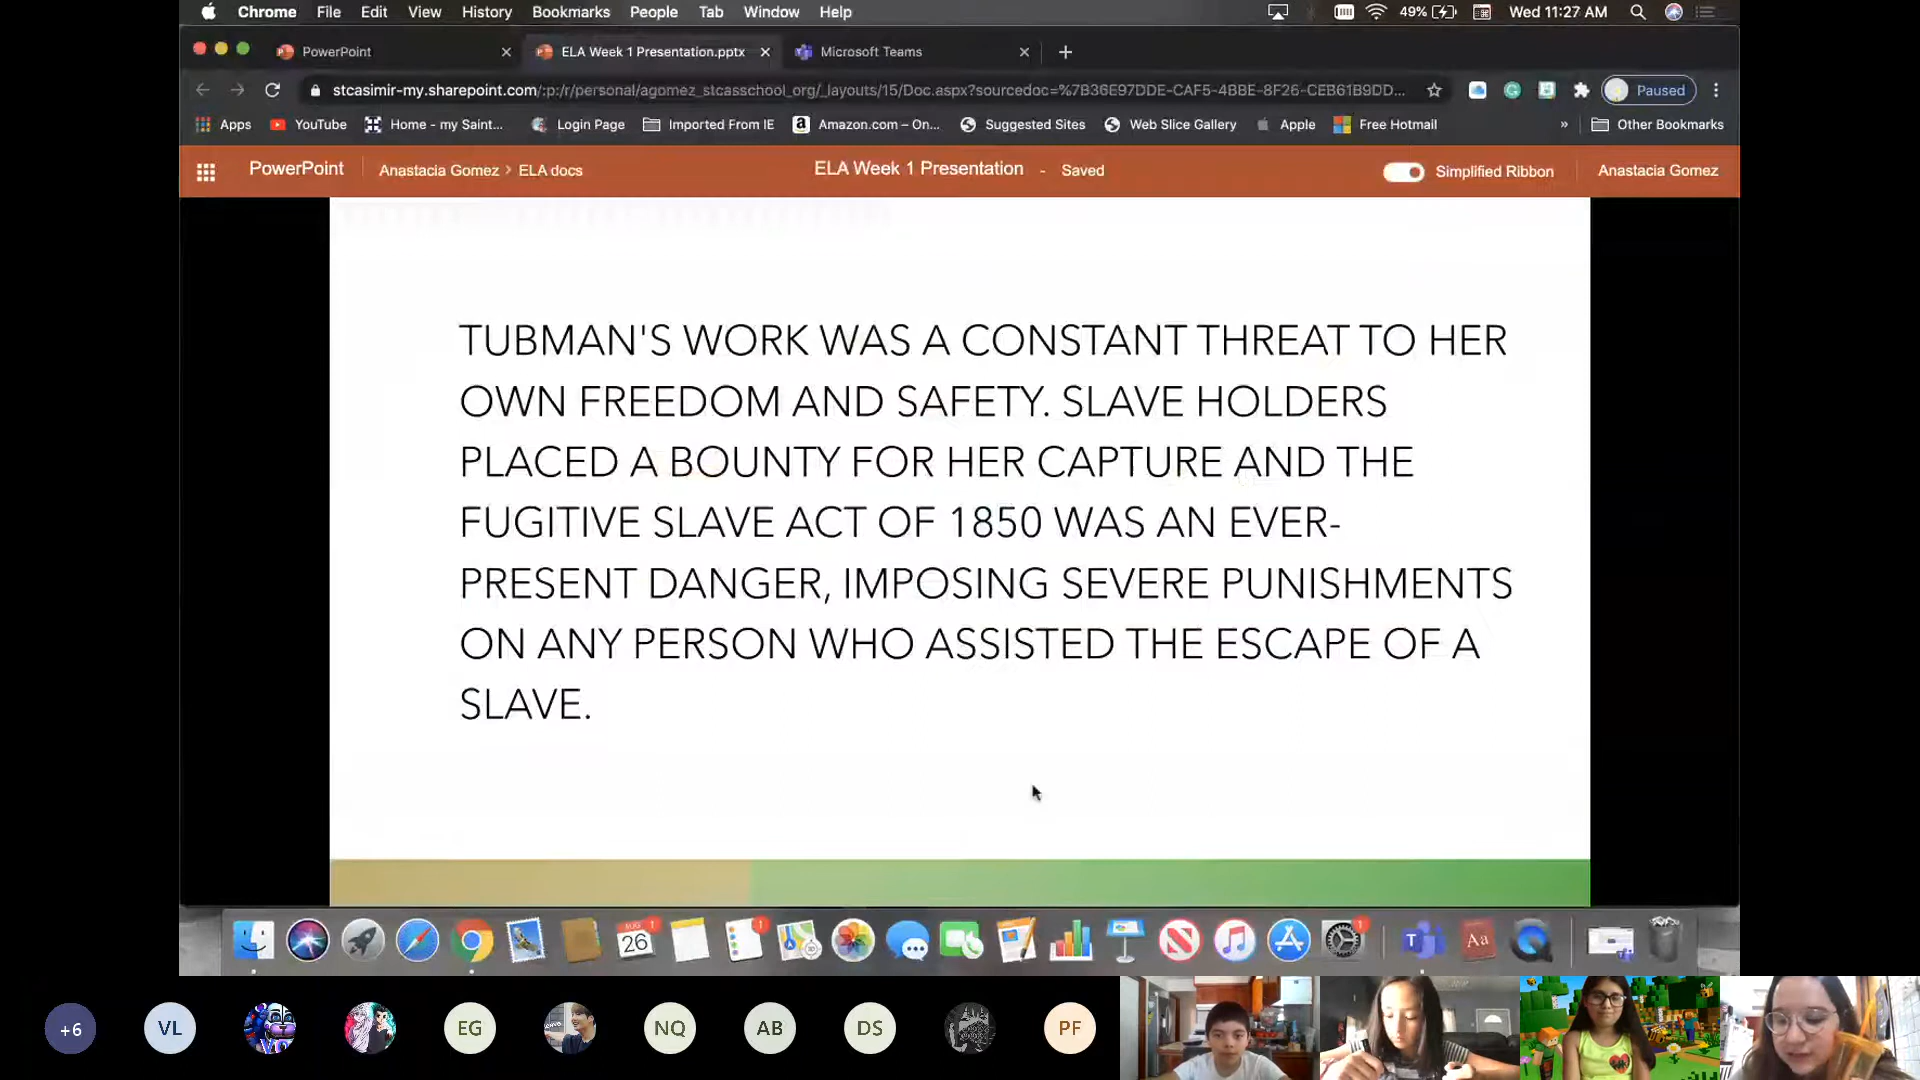 Chrome File Edit View History Bookmarks People Tab Window Help 49% Wed 11:27 AM
PowerPoint ELA Week 1 Presentation.pptx Microsoft Teams
stcasimir-my.sharepoint.com/:p:/r/personal/agomez_stcasschool_org/_layouts/15/Doc.aspx?sourcedoc=%7B36E97DDE-CAF5-4BBE-8F26-CEB61B9DD... Paused
Apps YouTube Home - my Saint... Login Page Imported From IE Amazon.com – On... Suggested Sites Web Slice Gallery Apple Free Hotmail » Other Bookmarks
PowerPoint Anastacia Gomez > ELA docs ELA Week 1 Presentation - Saved Simplified Ribbon Anastacia Gomez
TUBMAN'S WORK WAS A CONSTANT THREAT TO HER
OWN FREEDOM AND SAFETY. SLAVE HOLDERS
PLACED A BOUNTY FOR HER CAPTURE AND THE
FUGITIVE SLAVE ACT OF 1850 WAS AN EVER-
PRESENT DANGER, IMPOSING SEVERE PUNISHMENTS
ON ANY PERSON WHO ASSISTED THE ESCAPE OF A
SLAVE.
AUG 26 1 1 1 T Aa
+6 VL EG NQ AB DS PF